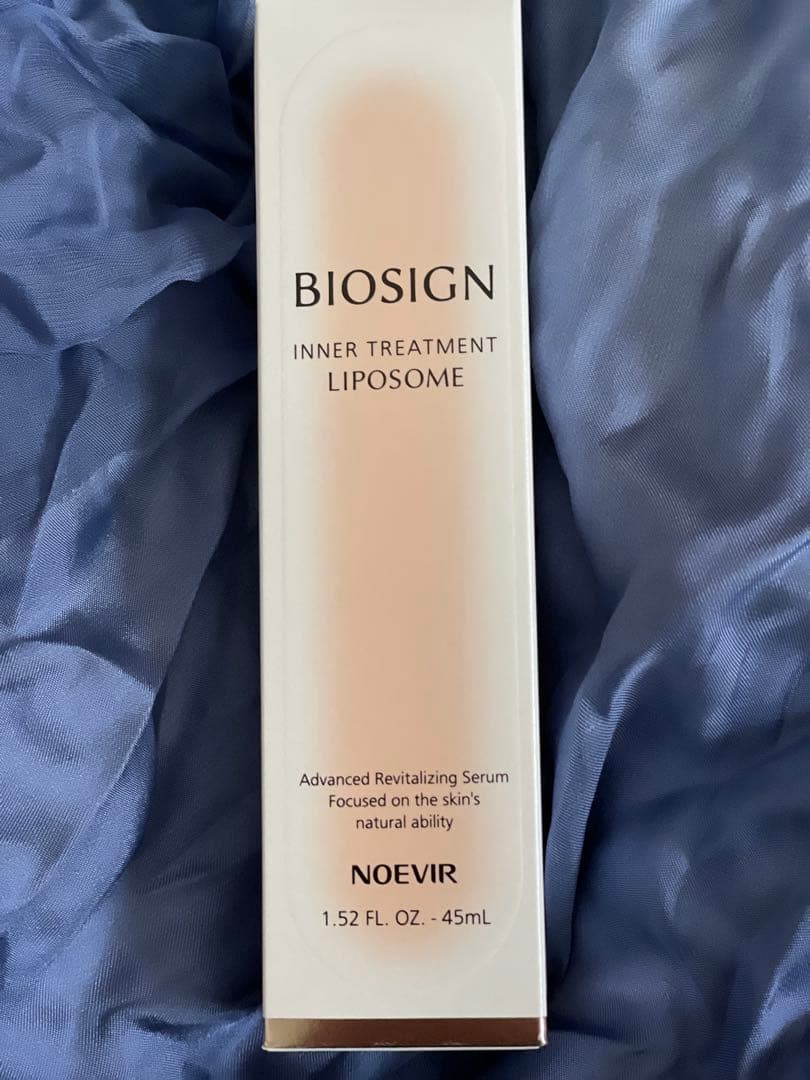 BIOSIGN
INNER TREATMENT
LIPOSOME
Advanced Revitalizing Serum
Focused on the skin's
natural ability
NOEVIR
1.52 FL. OZ. - 45mL